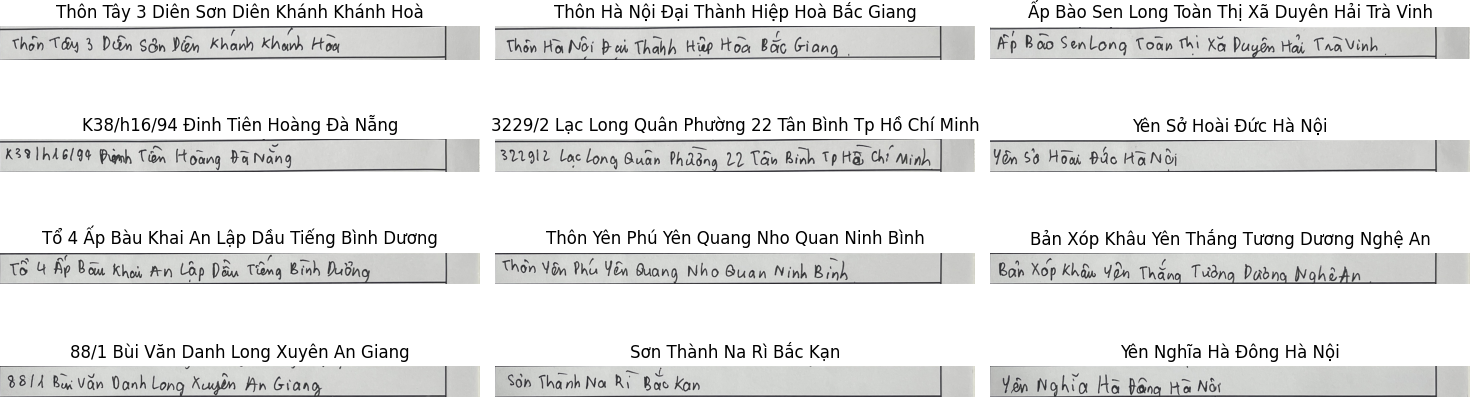 Thôn Tây 3 Diên Sơn Diên Khánh Khánh Hoà
Thôn Tây 3 Diên Sơn Diên Khánh Khánh Hòa
Thôn Hà Nội Đại Thành Hiệp Hoà Bắc Giang
Thôn Hà Nội Đại Thành Hiệp Hòa Bắc Giang
Ấp Bào Sen Long Toàn Thị Xã Duyên Hải Trà Vinh
Ấp Bào Sen Long Toàn Thị Xã Duyên Hải Trà Vinh
K38/h16/94 Đinh Tiên Hoàng Đà Nẵng
K38/h16/94 Đinh Tiên Hoàng Đà Nẵng
3229/2 Lạc Long Quân Phường 22 Tân Bình Tp Hồ Chí Minh
3229/2 Lạc Long Quân Phường 22 Tân Bình Tp Hồ Chí Minh
Yên Sở Hoài Đức Hà Nội
Yên Sở Hoài Đức Hà Nội
Tổ 4 Ấp Bàu Khai An Lập Dầu Tiếng Bình Dương
Tổ 4 Ấp Bàu Khai An Lập Dầu Tiếng Bình Dương
Thôn Yên Phú Yên Quang Nho Quan Ninh Bình
Thôn Yên Phú Yên Quang Nho Quan Ninh Bình
Bản Xóp Khâu Yên Thắng Tương Dương Nghệ An
Bản Xóp Khâu Yên Thắng Tương Dương Nghệ An
88/1 Bùi Văn Danh Long Xuyên An Giang
88/1 Bùi Văn Danh Long Xuyên An Giang
Sơn Thành Na Rì Bắc Kạn
Sơn Thành Na Rì Bắc Kạn
Yên Nghĩa Hà Đông Hà Nội
Yên Nghĩa Hà Đông Hà Nội